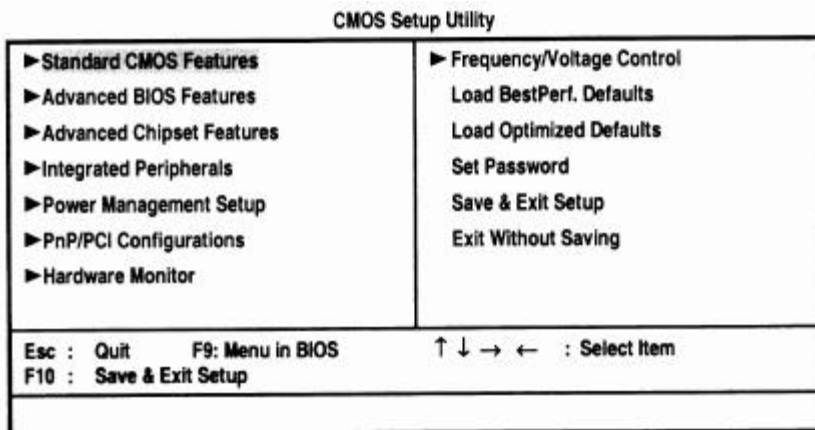 CMOS Setup Utility
►Standard CMOS Features
►Advanced BIOS Features
►Advanced Chipset Features
►Integrated Peripherals
►Power Management Setup
►PnP/PCI Configurations
►Hardware Monitor
►Frequency/Voltage Control
Load BestPerf. Defaults
Load Optimized Defaults
Set Password
Save & Exit Setup
Exit Without Saving
Esc : Quit F9: Menu in BIOS ↑ ↓ → ← : Select Item
F10 : Save & Exit Setup